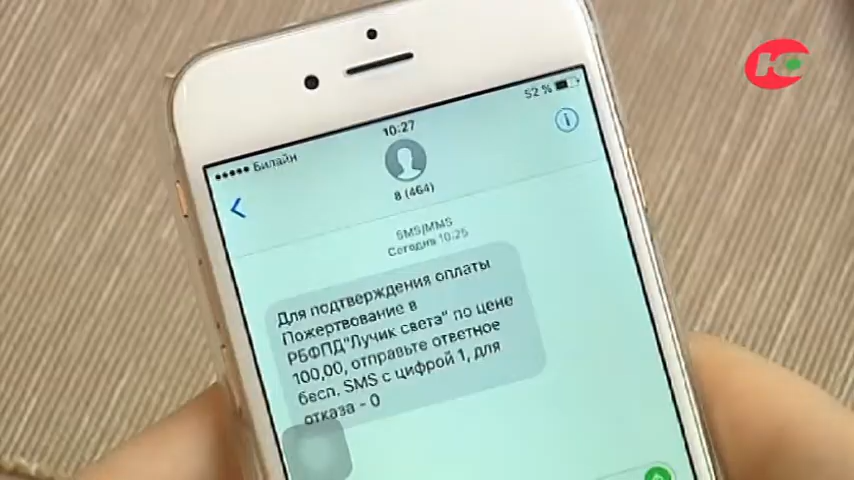 52 %
10:27
Билайн
8 (464)
SMS/MMS
Сегодня 10:25
Для подтверждения оплаты
Пожертвование в
РБФПД"Лучик света" по цене
100,00, отправьте ответное
бесп. SMS с цифрой 1, для
отказа - 0